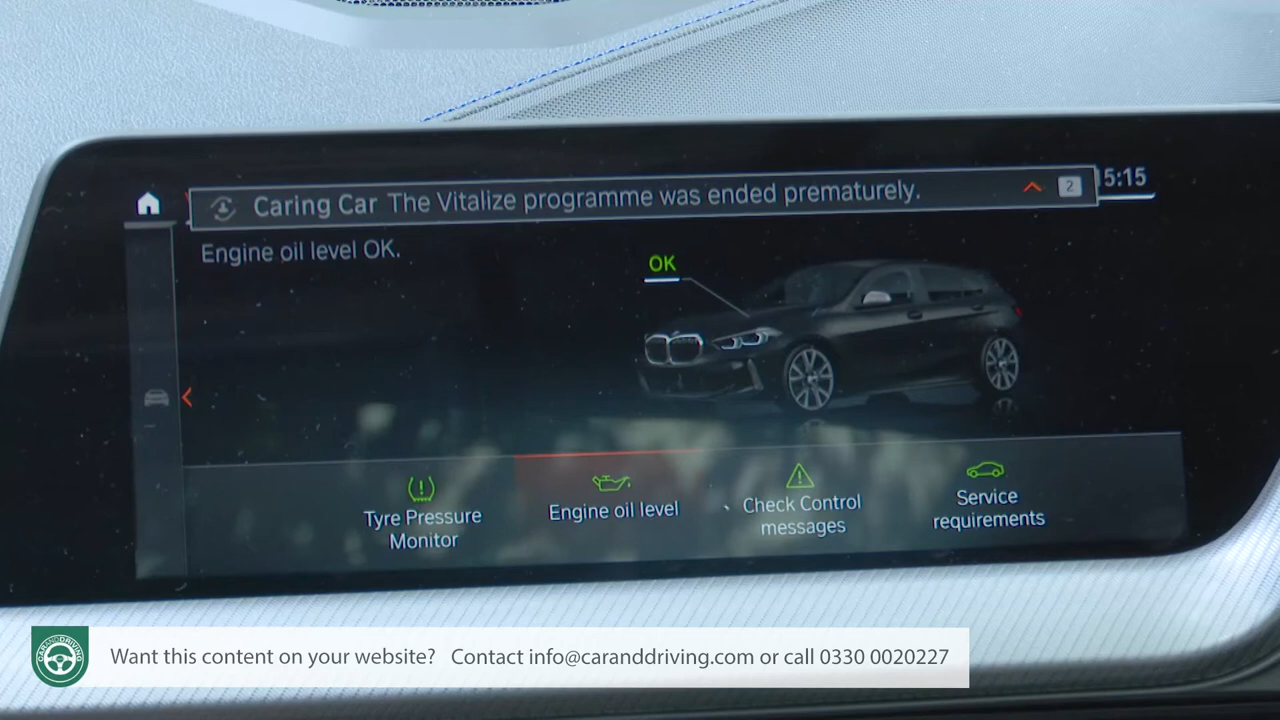 Caring Car The Vitalize programme was ended prematurely.
2
5:15
Engine oil level OK.
OK
Tyre Pressure
Monitor
Engine oil level
Check Control
messages
Service
requirements
CARANDDRIVING
Want this content on your website? Contact info@caranddriving.com or call 0330 0020227